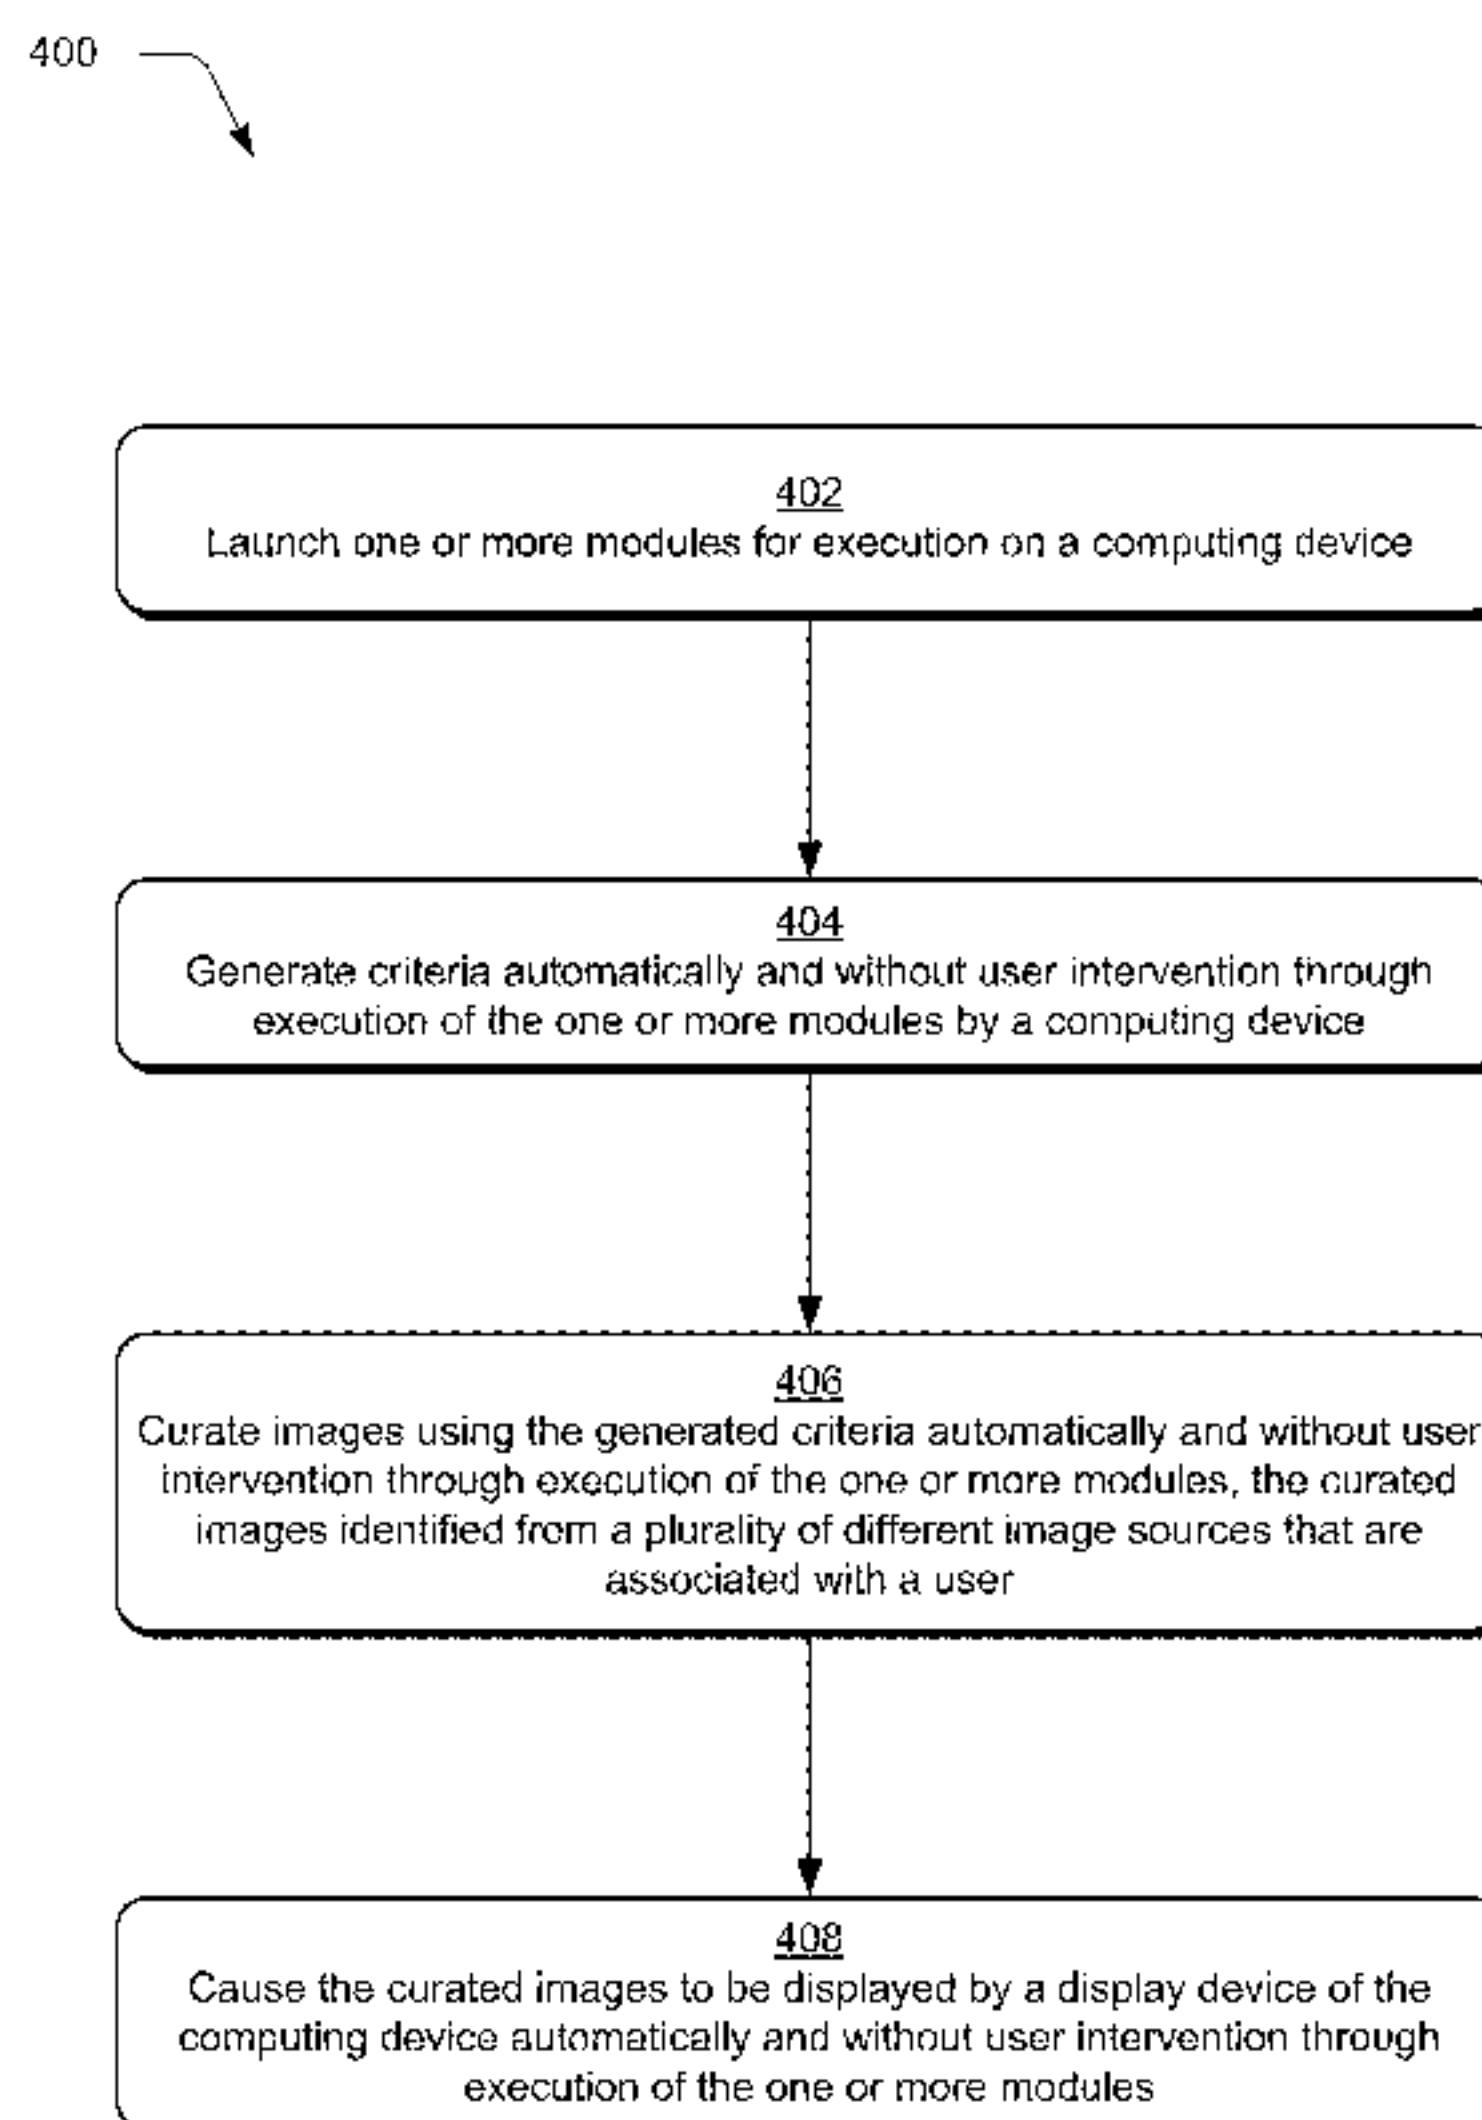 400
402
Launch one or more modules for execution on a computing device
404
Generate criteria automatically and without user intervention through
execution of the one or more modules by a computing device
406
Curate images using the generated criteria automatically and without user
intervention through execution of the one or more modules, the curated
images identified from a plurality of different image sources that are
associated with a user
408
Cause the curated images to be displayed by a display device of the
computing device automatically and without user intervention through
execution of the one or more modules